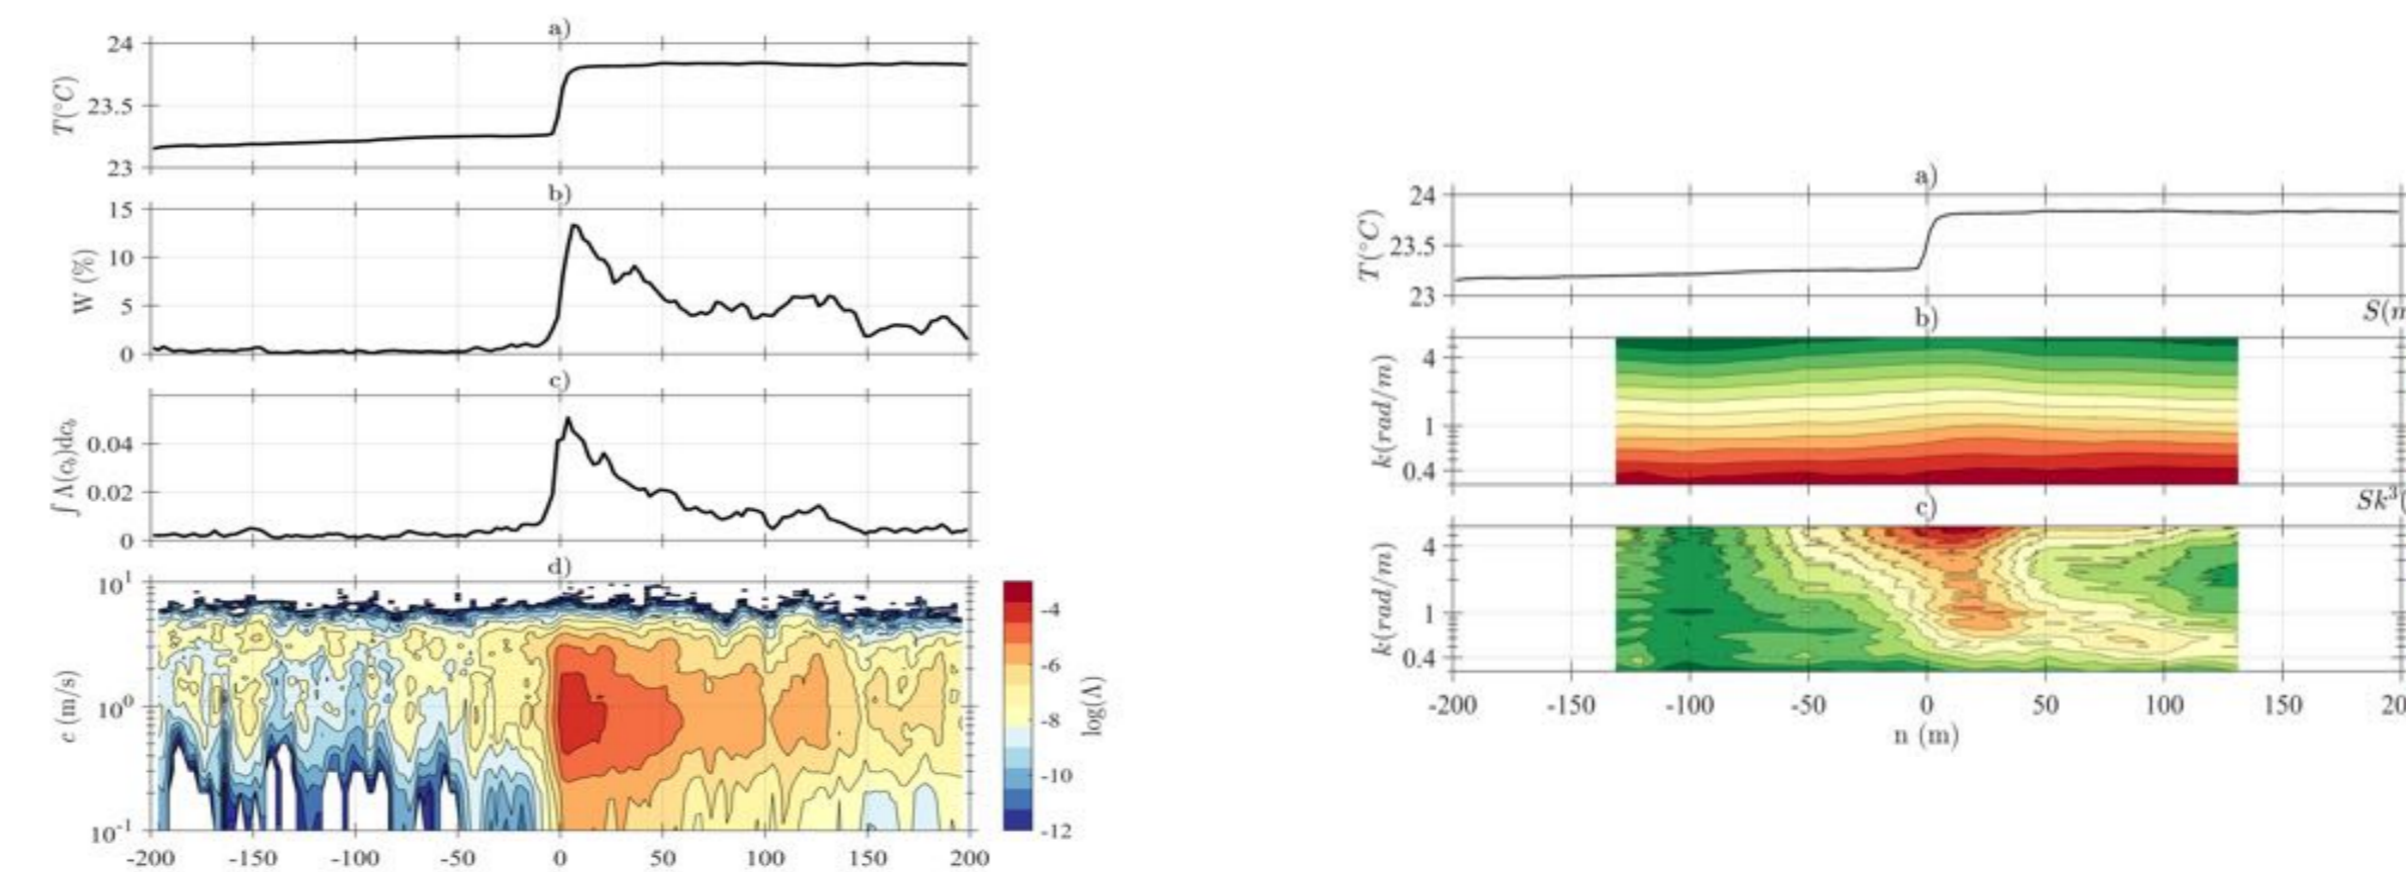 a)
24
23.5
23
T(°C)
b)
15
10
5
0
W (%)
c)
0.04
0.02
0
∫Λ(c_b)dc_b
d)
10¹
10⁰
10⁻¹
c (m/s)
-4
-6
-8
-10
-12
log(Λ)
-200 -150 -100 -50 0 50 100 150 200
a)
24
23.5
23
T(°C)
b)
S(m
4
1
0.4
k(rad/m)
c)
Sk³(
4
1
0.4
k(rad/m)
-200 -150 -100 -50 0 50 100 150 20
n (m)